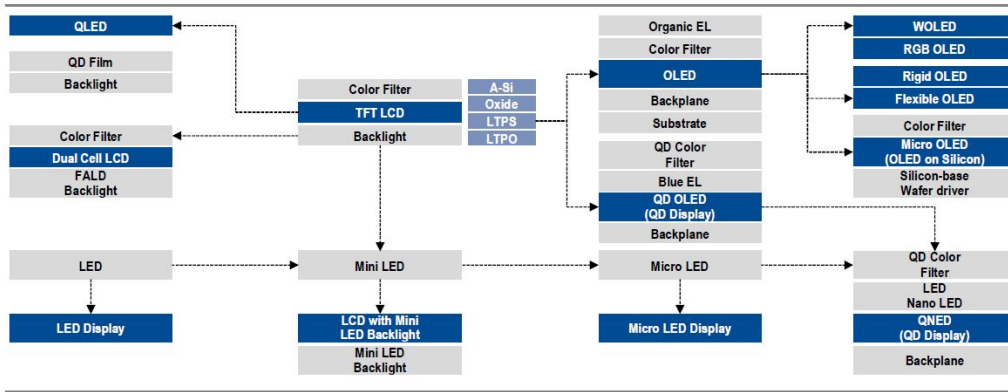 QLED
QD Film
Backlight
Color Filter
Dual Cell LCD
FALD
Backlight
LED
LED Display
Color Filter
TFT LCD
Backlight
A-Si
Oxide
LTPS
LTPO
Mini LED
LCD with Mini
LED Backlight
Mini LED
Backlight
Organic EL
Color Filter
OLED
Backplane
Substrate
QD Color
Filter
Blue EL
QD OLED
(QD Display)
Backplane
Micro LED
Micro LED Display
WOLED
RGB OLED
Rigid OLED
Flexible OLED
Color Filter
Micro OLED
(OLED on Silicon)
Silicon-base
Wafer driver
QD Color
Filter
LED
Nano LED
QNED
(QD Display)
Backplane